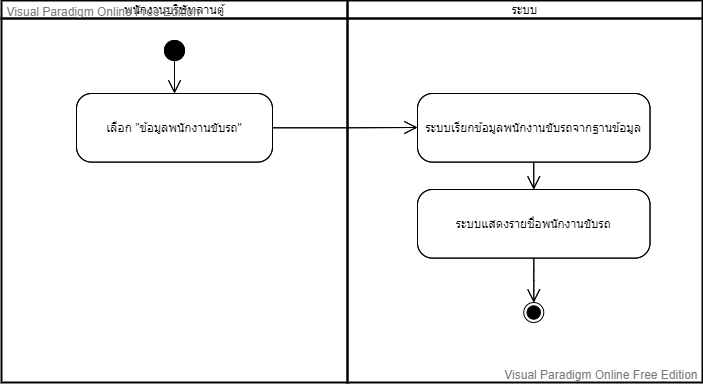 Visual Paradigm Online Free Edition
พนักงานบริษัทลานตู้
ระบบ
เลือก "ข้อมูลพนักงานขับรถ"
ระบบเรียกข้อมูลพนักงานขับรถจากฐานข้อมูล
ระบบแสดงรายชื่อพนักงานขับรถ
Visual Paradigm Online Free Edition